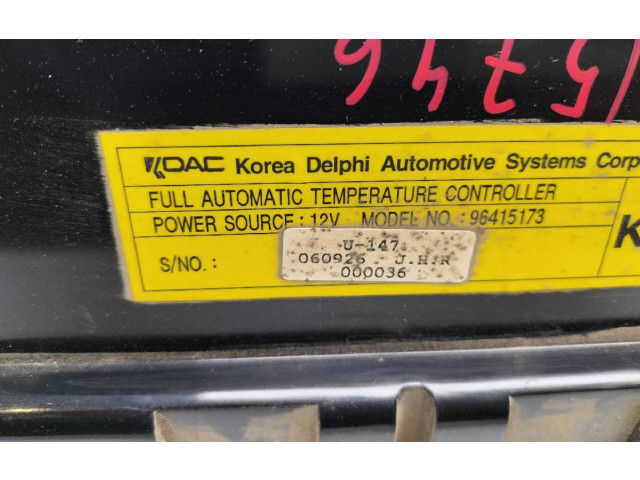 15746
KDAC Korea Delphi Automotive Systems Corp
FULL AUTOMATIC TEMPERATURE CONTROLLER
POWER SOURCE : 12V MODEL NO. : 96415173
S/NO. :
U-147
060926 J.H.R
000036
K